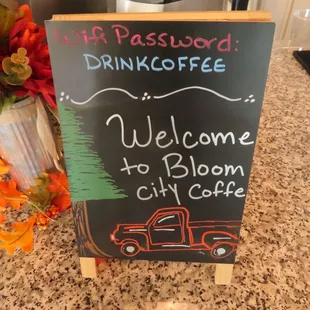 Wifi Password:
DRINKCOFFEE
Welcome
to Bloom
City Coffe